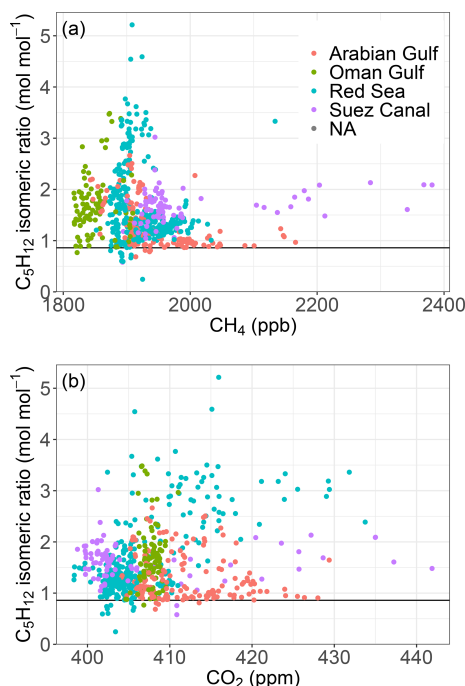 (a)
Arabian Gulf
Oman Gulf
Red Sea
Suez Canal
NA
C₅H₁₂ isomeric ratio (mol mol⁻¹)
5
4
3
2
1
0
1800 2000 2200 2400
CH₄ (ppb)
(b)
C₅H₁₂ isomeric ratio (mol mol⁻¹)
5
4
3
2
1
0
400 410 420 430 440
CO₂ (ppm)